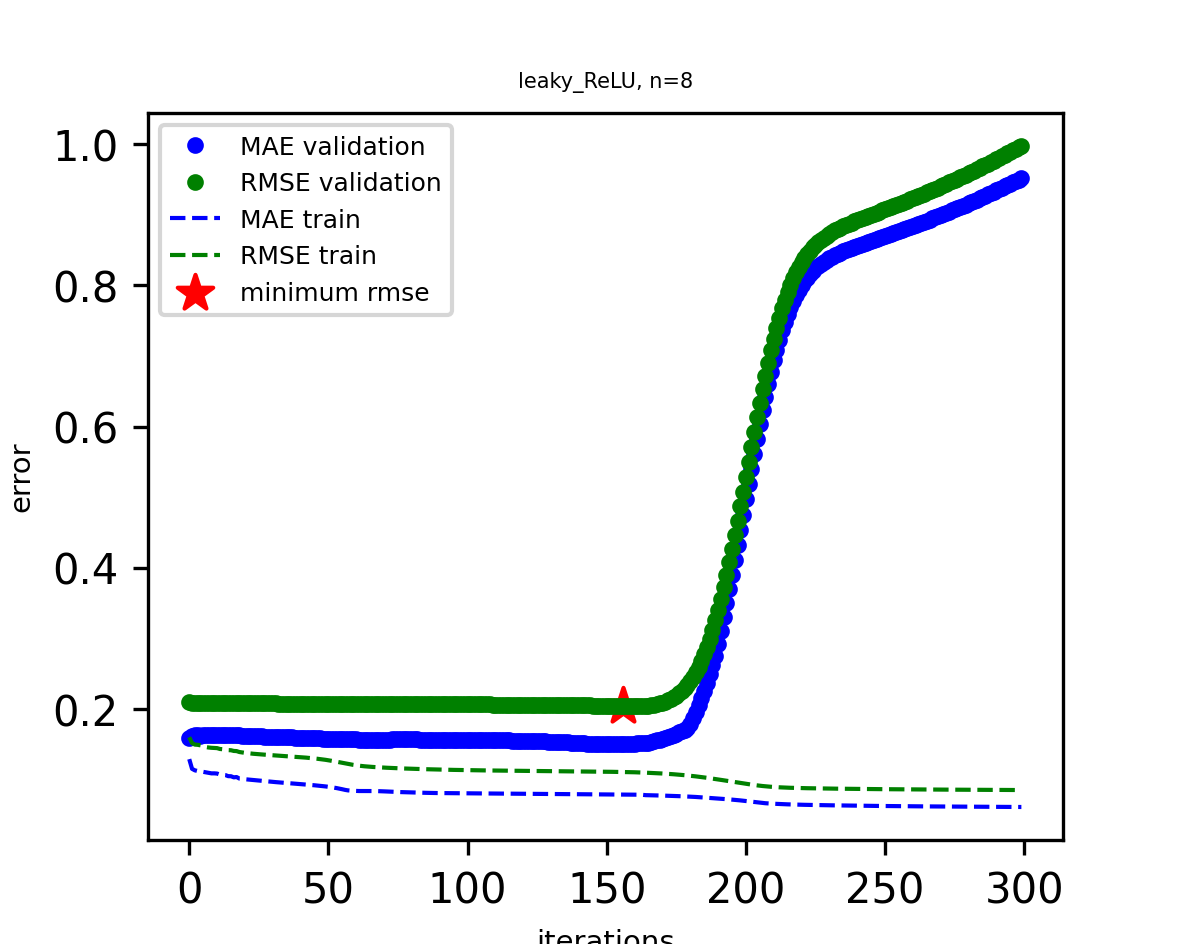 leaky_ReLU, n=8
MAE validation
RMSE validation
MAE train
RMSE train
minimum rmse
1.0
0.8
0.6
0.4
0.2
error
0 50 100 150 200 250 300
iterations